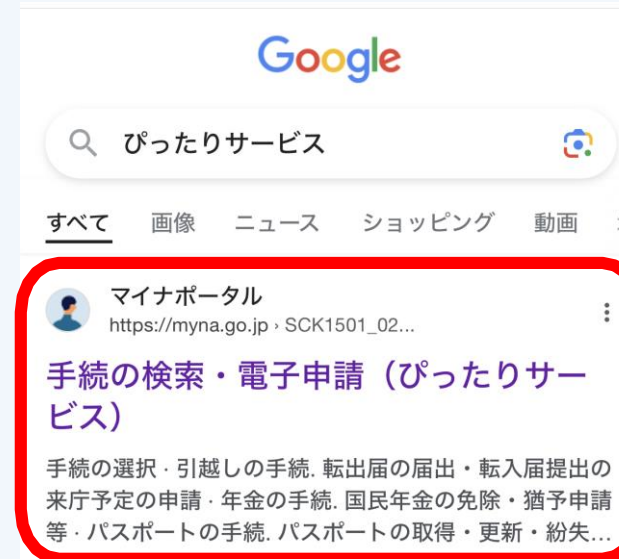 Google
ぴったりサービス
すべて 画像 ニュース ショッピング 動画
マイナポータル
https://myna.go.jp › SCK1501_02...
手続の検索・電子申請（ぴったりサー
ビス）
手続の選択 · 引越しの手続. 転出届の届出・転入届提出の
来庁予定の申請 · 年金の手続. 国民年金の免除・猶予申請
等 · パスポートの手続. パスポートの取得・更新・紛失...